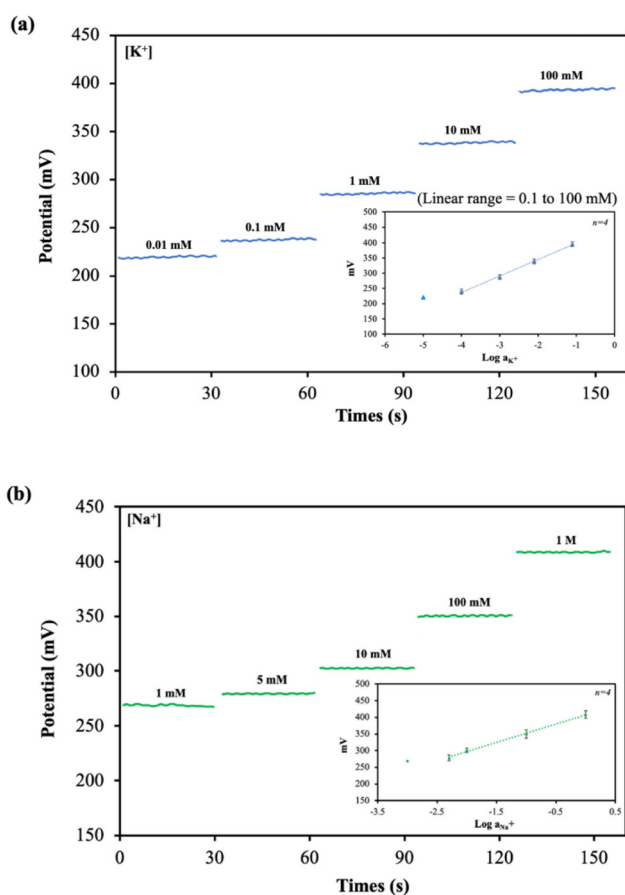 (a)
[K⁺]
450
400
350
300
250
200
150
100
Potential (mV)
0.01 mM
0.1 mM
1 mM
10 mM
100 mM
(Linear range = 0.1 to 100 mM)
n=4
500
450
400
350
300
250
200
150
100
mV
-6 -5 -4 -3 -2 -1 0
Log aK⁺
0 30 60 90 120 150
Times (s)
(b)
[Na⁺]
450
400
350
300
250
200
150
Potential (mV)
1 mM
5 mM
10 mM
100 mM
1 M
n=4
500
450
400
350
300
250
200
150
mV
-3.5 -2.5 -1.5 -0.5 0.5
Log aNa⁺
0 30 60 90 120 150
Times (s)